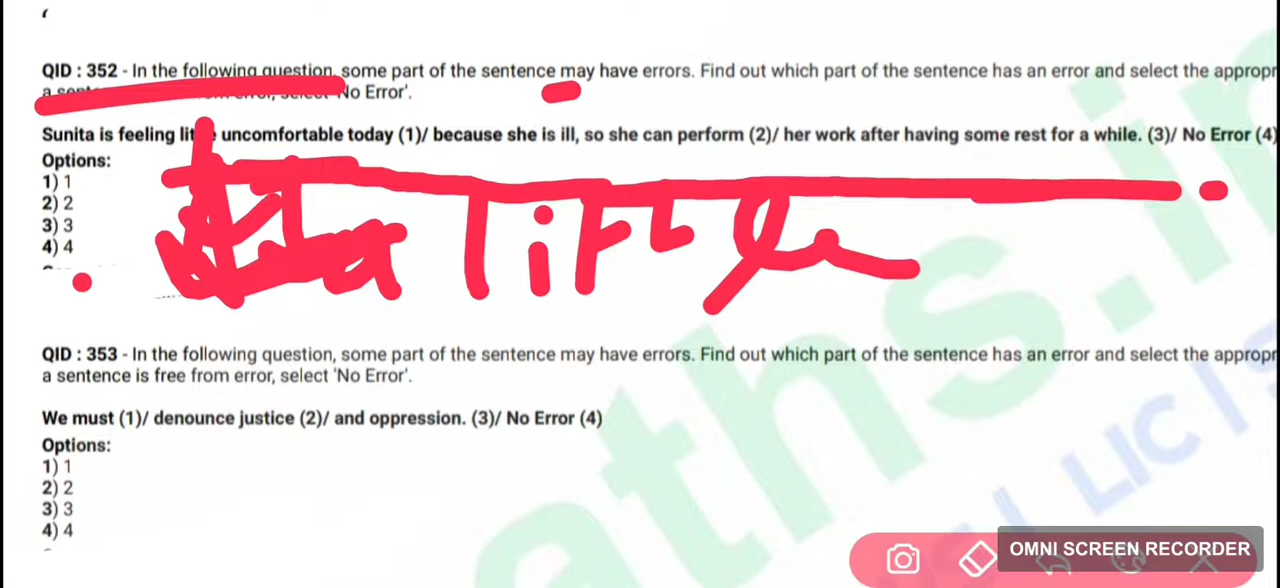 QID : 352 - In the following question, some part of the sentence may have errors. Find out which part of the sentence has an error and select the appropr
a No Error'.
Sunita is feeling uncomfortable today (1)/ because she is ill, so she can perform (2)/ her work after having some rest for a while. (3)/ No Error (4)
Options:
1) 1
2) 2
3) 3
4) 4
QID : 353 - In the following question, some part of the sentence may have errors. Find out which part of the sentence has an error and select the appropr
a sentence is free from error, select 'No Error'.
We must (1)/ denounce justice (2)/ and oppression. (3)/ No Error (4)
Options:
1) 1
2) 2
3) 3
4) 4
aths.in
LIC | S
OMNI SCREEN RECORDER